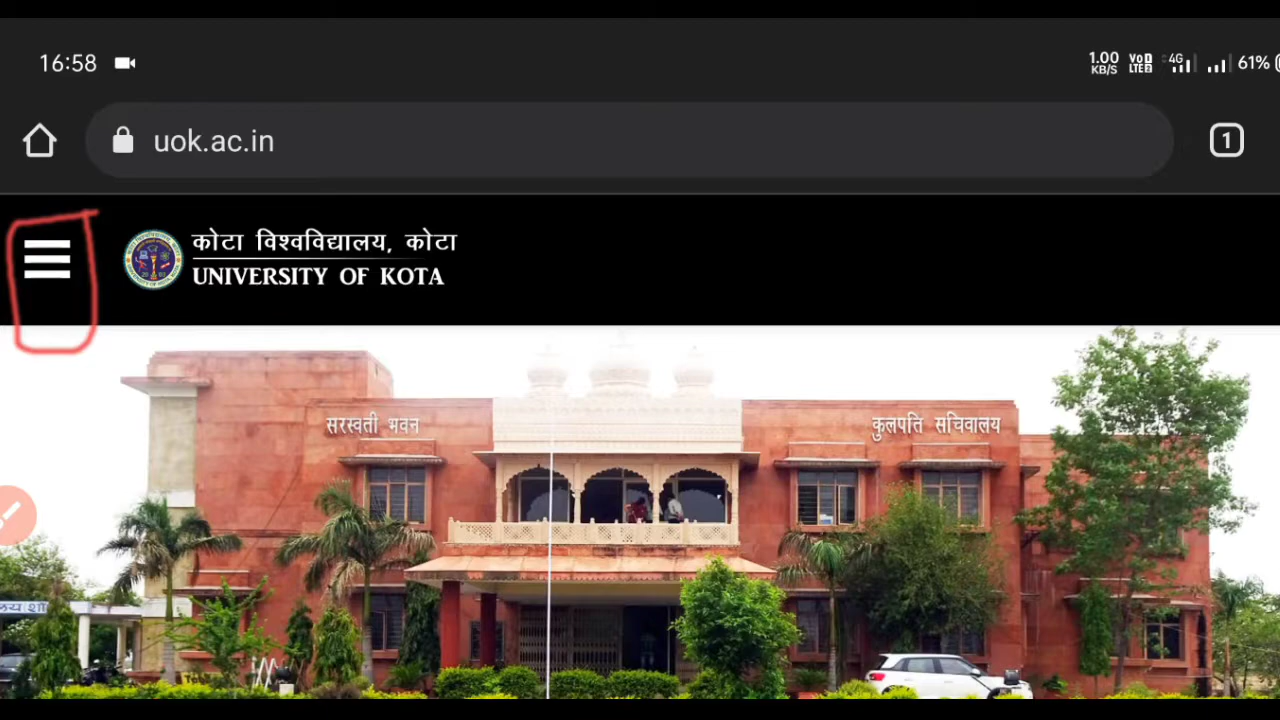 16:58
1.00
KB/S
VoD
LTE 2
4G
61%
uok.ac.in
1
कोटा विश्वविद्यालय, कोटा
UNIVERSITY OF KOTA
सरस्वती भवन
कुलपति सचिवालय